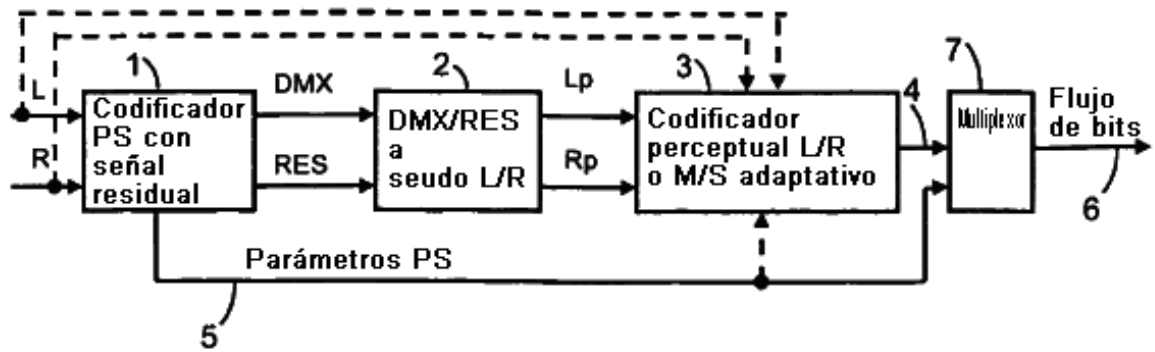 1
2
3
7
L
R
Codificador
PS con
señal
residual
DMX
RES
DMX/RES
a
seudo L/R
Lp
Rp
Codificador
perceptual L/R
o M/S adaptativo
4
Multiplexor
Flujo
de bits
6
Parámetros PS
5